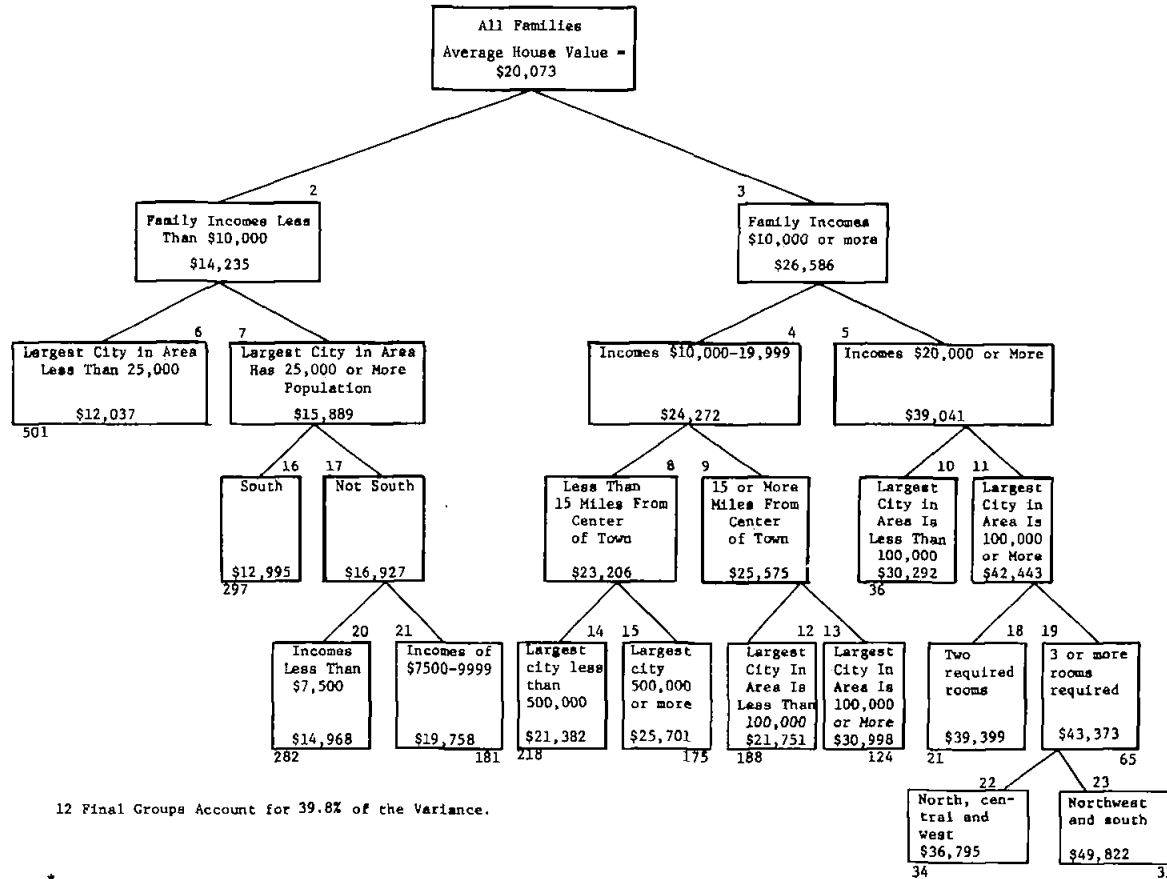 All Families
Average House Value =
$20,073
2
Family Incomes Less
Than $10,000
$14,235
3
Family Incomes
$10,000 or more
$26,586
6
Largest City in Area
Less Than 25,000
$12,037
501
7
Largest City in Area
Has 25,000 or More
Population
$15,889
4
Incomes $10,000-19,999
$24,272
5
Incomes $20,000 or More
$39,041
16
South
$12,995
297
17
Not South
$16,927
8
Less Than
15 Miles From
Center
of Town
$23,206
9
15 or More
Miles From
Center
of Town
$25,575
10
Largest
City in
Area Is
Less Than
100,000
$30,292
36
11
Largest
City in
Area Is
100,000
or More
$42,443
20
Incomes
Less Than
$7,500
$14,968
282
21
Incomes of
$7500-9999
$19,758
181
14
Largest
city less
than
500,000
$21,382
218
15
Largest
city
500,000
or more
$25,701
175
12
Largest
City In
Area Is
Less Than
100,000
$21,751
188
13
Largest
City In
Area Is
100,000
or More
$30,998
124
18
Two
required
rooms
$39,399
21
19
3 or more
rooms
required
$43,373
65
22
North, cen-
tral and
west
$36,795
34
23
Northwest
and south
$49,822
12 Final Groups Account for 39.8% of the Variance.
*